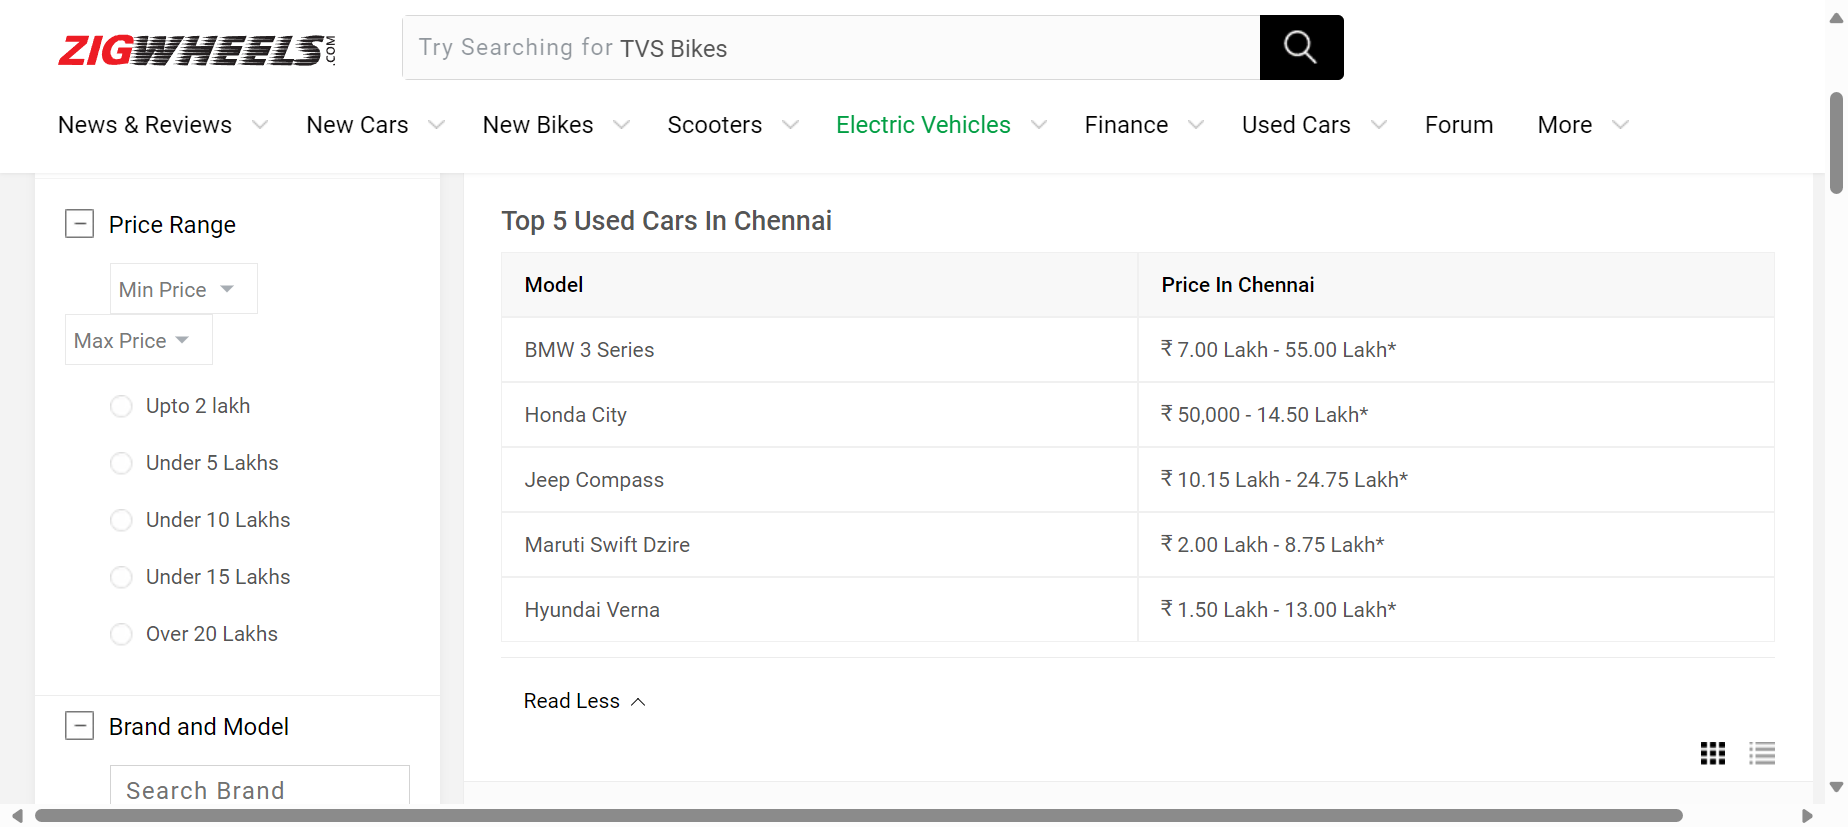 ZIGWHEELS.COM
Try Searching for TVS Bikes
News & Reviews New Cars New Bikes Scooters Electric Vehicles Finance Used Cars Forum More
Price Range
Min Price
Max Price
Upto 2 lakh
Under 5 Lakhs
Under 10 Lakhs
Under 15 Lakhs
Over 20 Lakhs
Brand and Model
Search Brand
Top 5 Used Cars In Chennai
Model Price In Chennai
BMW 3 Series ₹ 7.00 Lakh - 55.00 Lakh*
Honda City ₹ 50,000 - 14.50 Lakh*
Jeep Compass ₹ 10.15 Lakh - 24.75 Lakh*
Maruti Swift Dzire ₹ 2.00 Lakh - 8.75 Lakh*
Hyundai Verna ₹ 1.50 Lakh - 13.00 Lakh*
Read Less